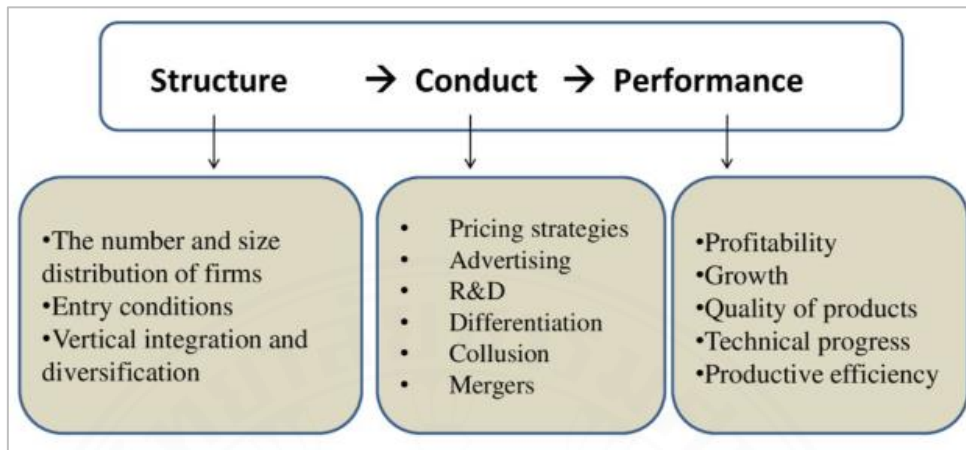 Structure → Conduct → Performance
•The number and size
distribution of firms
•Entry conditions
•Vertical integration and
diversification
• Pricing strategies
• Advertising
• R&D
• Differentiation
• Collusion
• Mergers
•Profitability
•Growth
•Quality of products
•Technical progress
•Productive efficiency